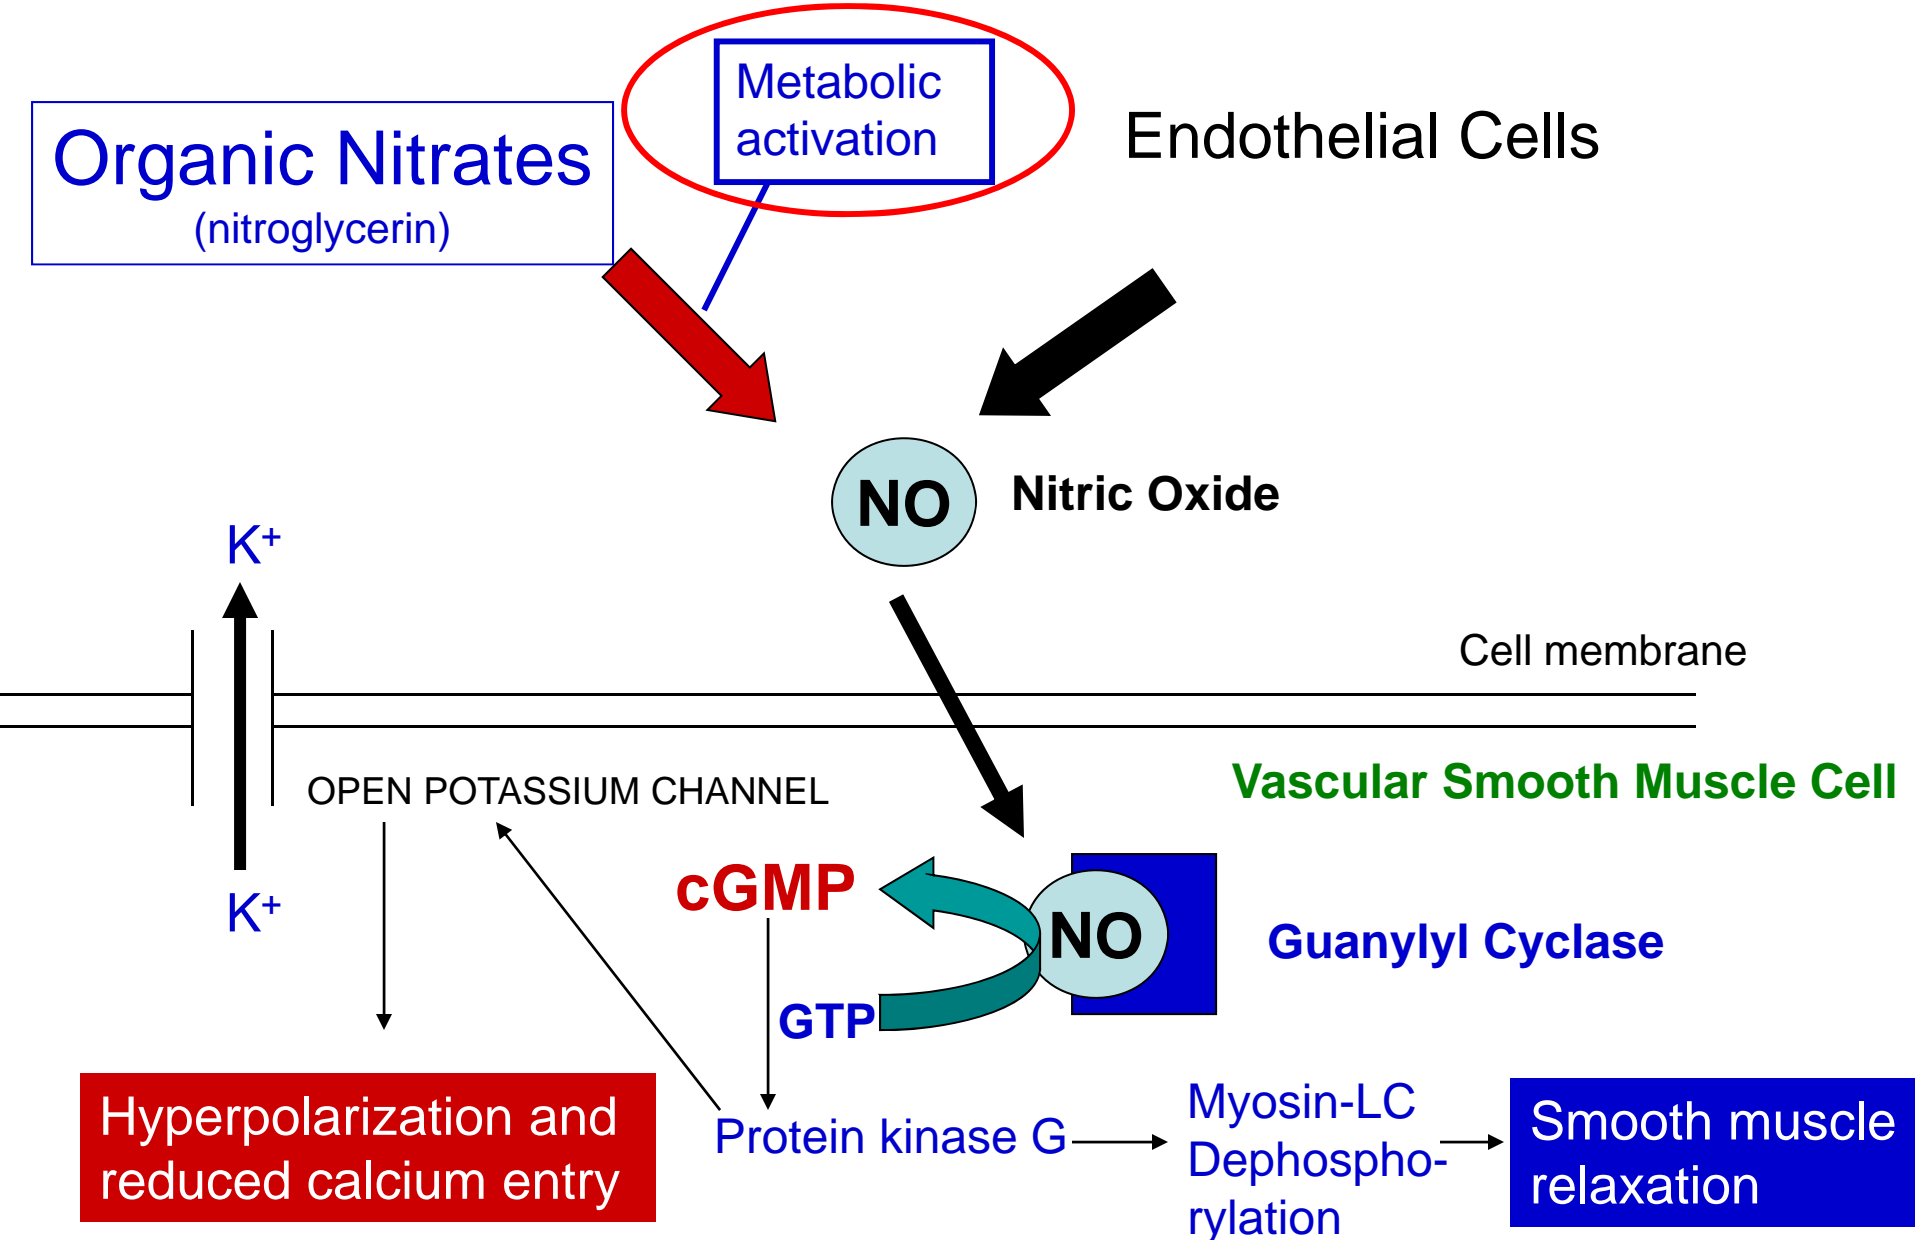 Metabolic
activation
Organic Nitrates
(nitroglycerin)
Endothelial Cells
NO
Nitric Oxide
K+
Cell membrane
OPEN POTASSIUM CHANNEL
Vascular Smooth Muscle Cell
K+
cGMP
NO
Guanylyl Cyclase
GTP
Hyperpolarization and
reduced calcium entry
Protein kinase G
Myosin-LC
Dephospho-
rylation
Smooth muscle
relaxation